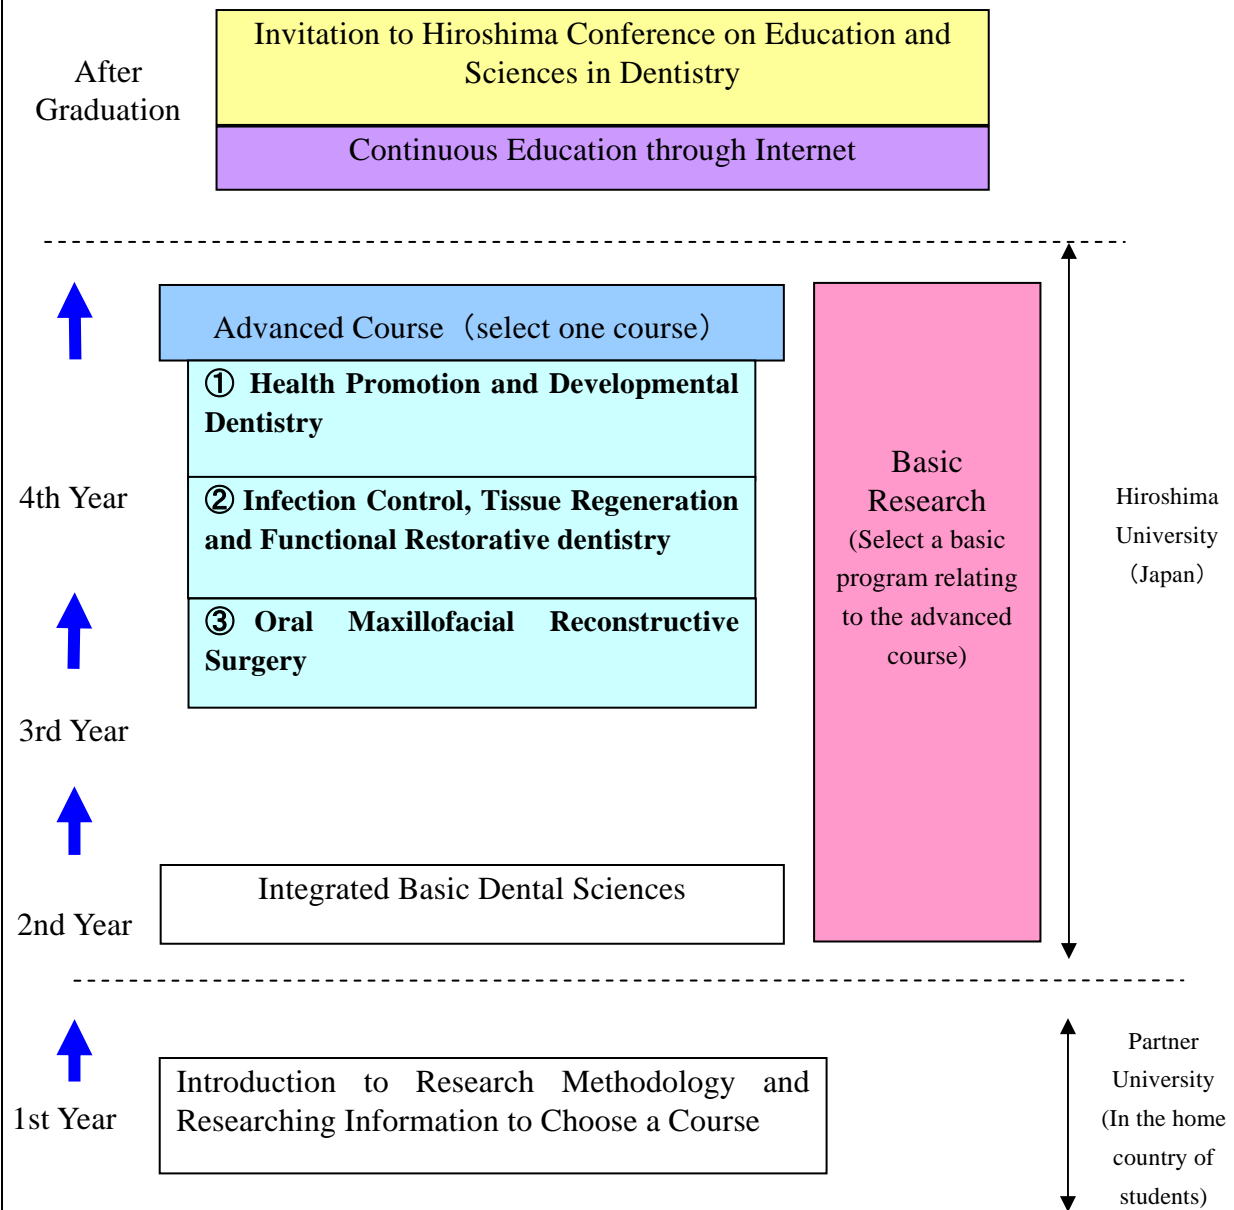 Invitation to Hiroshima Conference on Education and
Sciences in Dentistry
After
Graduation
Continuous Education through Internet
Advanced Course（select one course）
① Health Promotion and Developmental
Dentistry
4th Year
② Infection Control, Tissue Regeneration
and Functional Restorative dentistry
③ Oral Maxillofacial Reconstructive
Surgery
3rd Year
Basic
Research
(Select a basic
program relating
to the advanced
course)
Hiroshima
University
（Japan）
Integrated Basic Dental Sciences
2nd Year
Introduction to Research Methodology and
Researching Information to Choose a Course
1st Year
Partner
University
(In the home
country of
students)